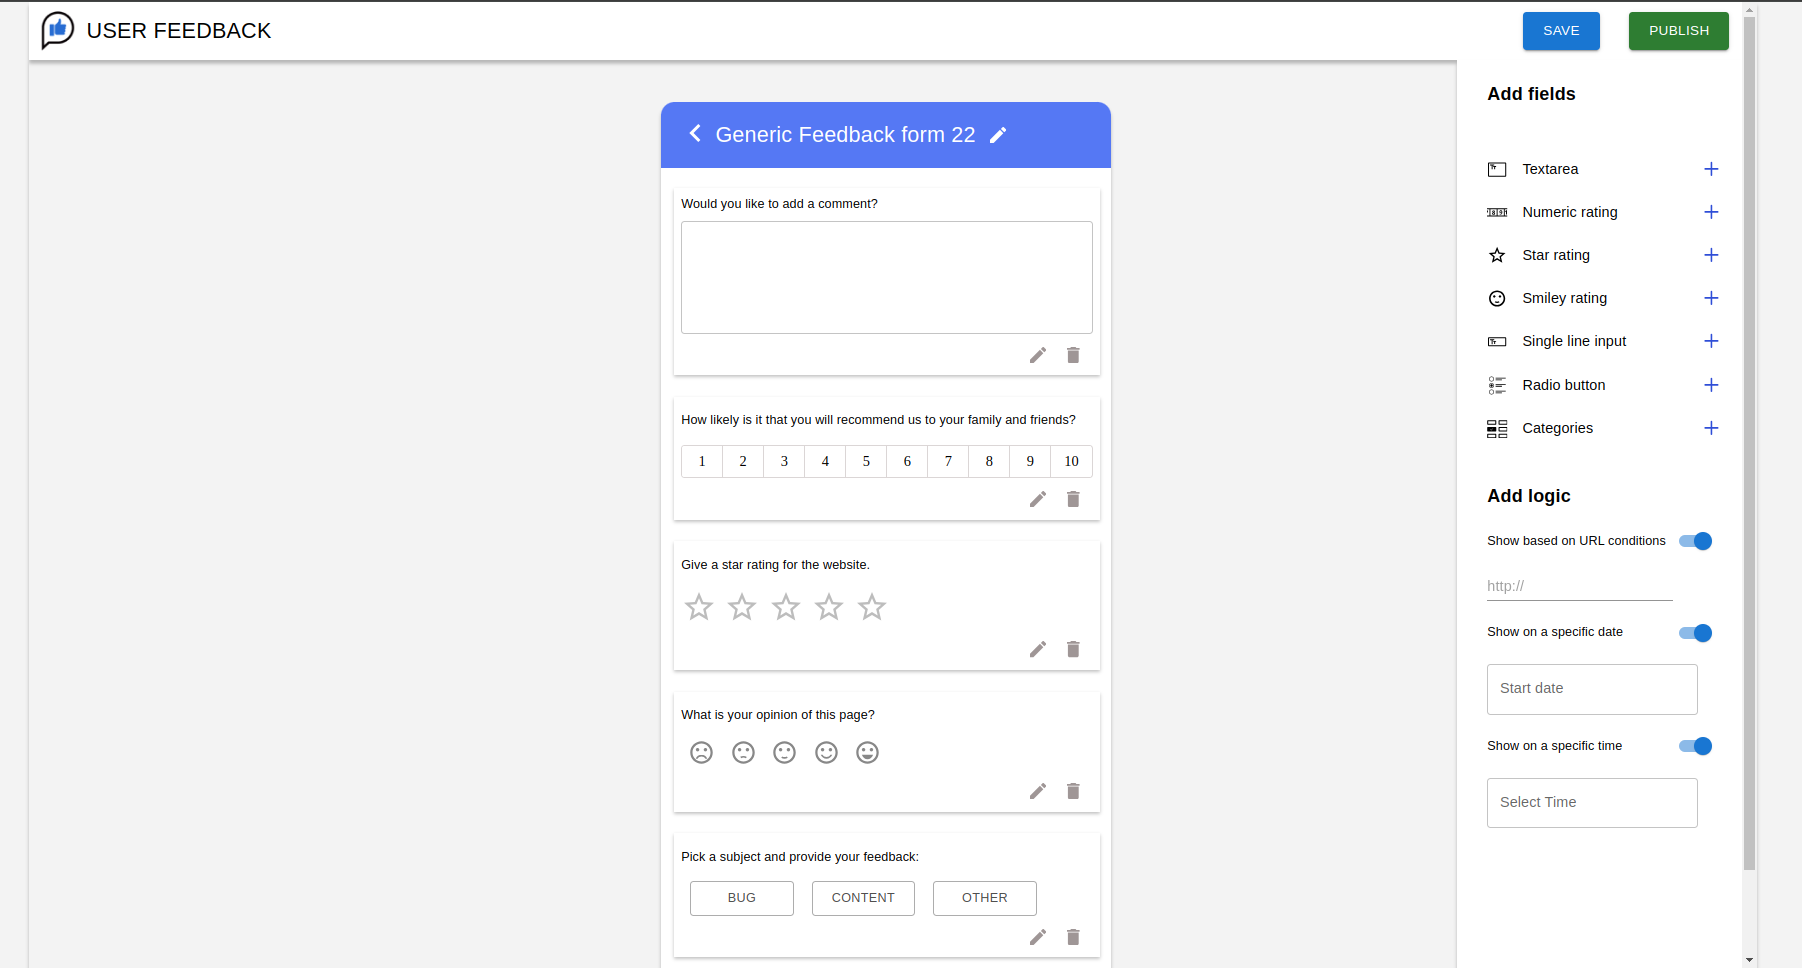 USER FEEDBACK
SAVE
PUBLISH
Generic Feedback form 22
Would you like to add a comment?
How likely is it that you will recommend us to your family and friends?
1 2 3 4 5 6 7 8 9 10
Give a star rating for the website.
What is your opinion of this page?
Pick a subject and provide your feedback:
BUG CONTENT OTHER
Add fields
Textarea
Numeric rating
Star rating
Smiley rating
Single line input
Radio button
Categories
Add logic
Show based on URL conditions
http://
Show on a specific date
Start date
Show on a specific time
Select Time